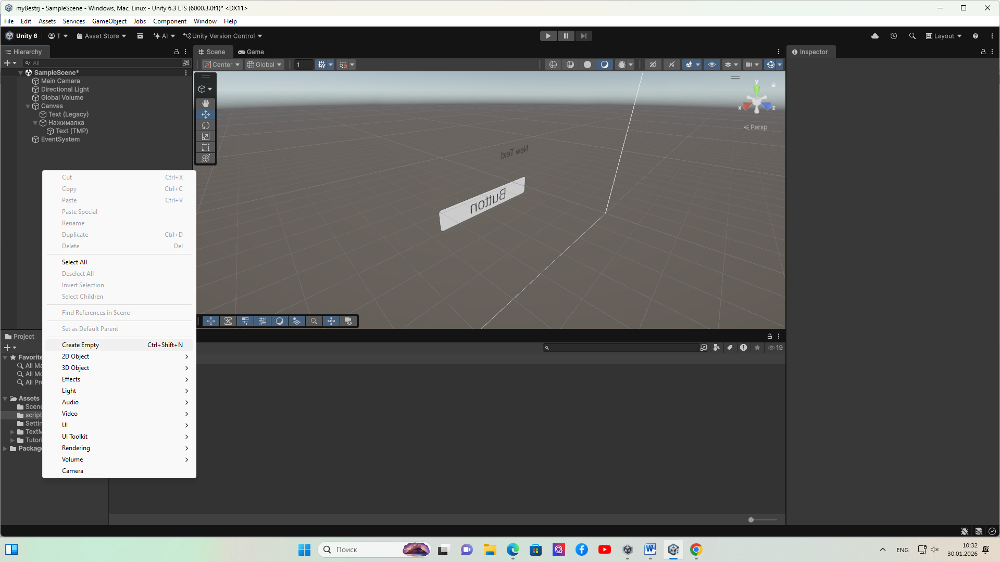 myBestrj - SampleScene - Windows, Mac, Linux - Unity 6.3 LTS (6000.3.0f1)* <DX11>
File Edit Assets Services GameObject Jobs Component Window Help
Unity 6 T Asset Store AI Unity Version Control Layout
Hierarchy
Scene Game
Inspector
All
Center Global 1 2D
SampleScene*
Main Camera
Directional Light
Global Volume
Canvas
Text (Legacy)
Нажималка
Text (TMP)
EventSystem
y
x z
Persp
New Text
Button
Cut Ctrl+X
Copy Ctrl+C
Paste Ctrl+V
Paste Special
Rename
Duplicate Ctrl+D
Delete Del
Select All
Deselect All
Invert Selection
Select Children
Find References in Scene
Set as Default Parent
Create Empty Ctrl+Shift+N
2D Object
3D Object
Effects
Light
Audio
Video
UI
UI Toolkit
Rendering
Volume
Camera
Project
19
Favorite
All Ma
All Mo
All Pre
Assets
Scene
script
Settin
TextM
Tutori
Package
Поиск
ENG
10:32
30.01.2026